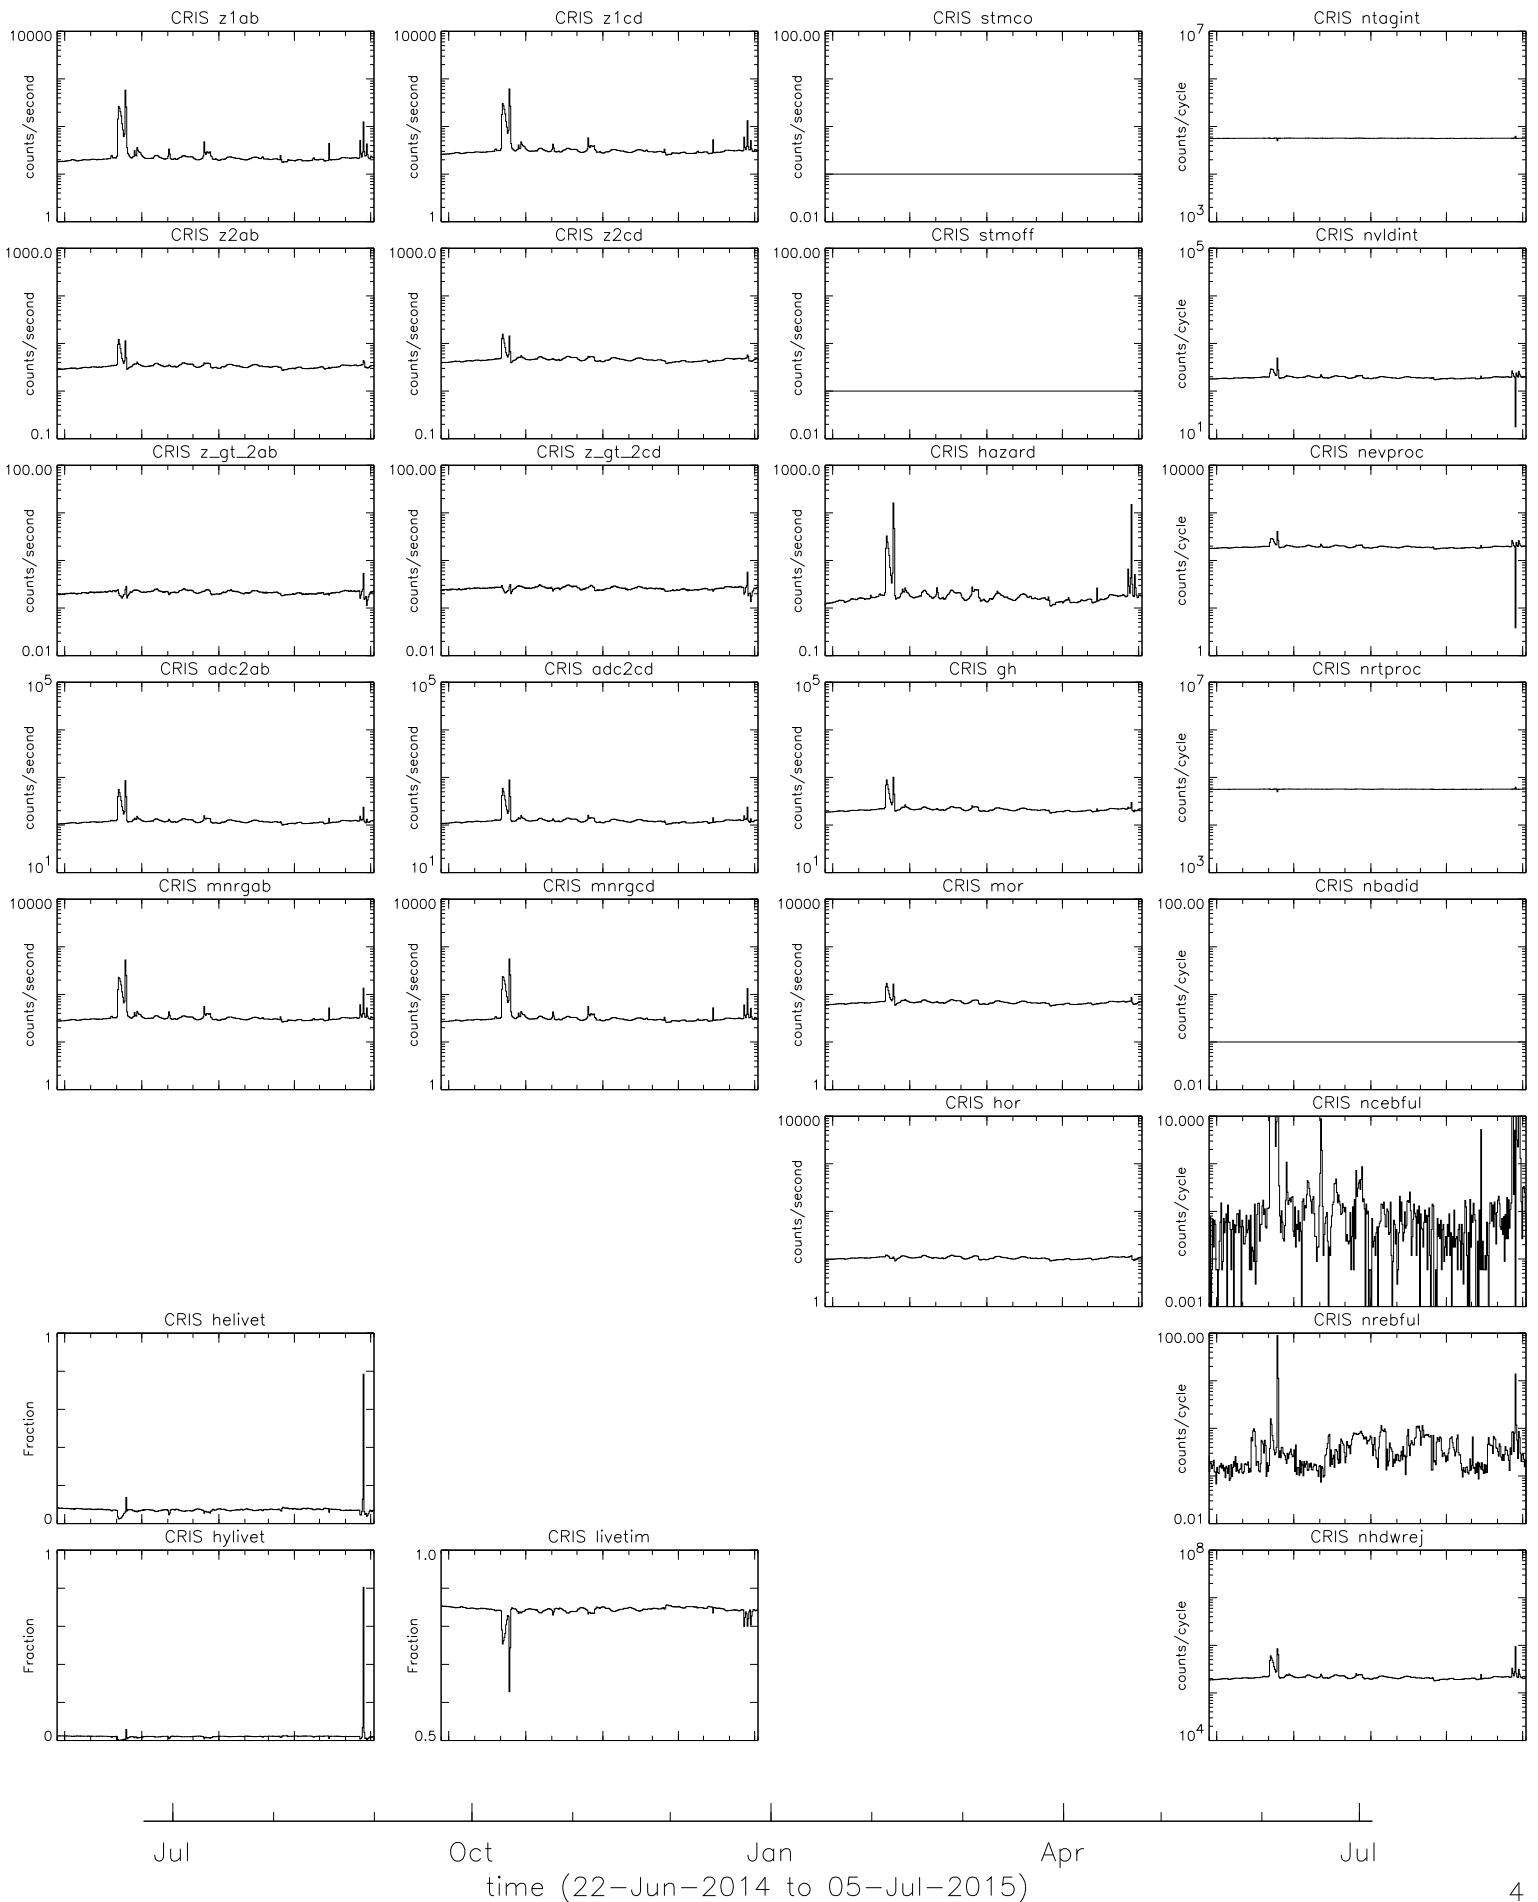 CRIS z1ab
10000
counts/second
1
CRIS z1cd
10000
counts/second
CRIS stmco
100.00
counts/second
0.01
CRIS ntagint
10^7
counts/cycle
10^3
CRIS z2ab
1000.0
counts/second
0.1
CRIS z2cd
1000.0
counts/second
0.1
CRIS stmoff
100.00
counts/second
0.01
CRIS nvldint
10^5
counts/cycle
10^1
CRIS z_gt_2ab
100.00
counts/second
0.01
CRIS z_gt_2cd
100.00
counts/second
0.01
CRIS hazard
1000.0
counts/second
0.1
CRIS nevproc
10000
counts/cycle
1
CRIS adc2ab
10^5
counts/second
10^1
CRIS adc2cd
10^5
counts/second
10^1
CRIS gh
10^5
counts/second
10^1
CRIS nrtproc
10^7
counts/cycle
10^3
CRIS mnrgab
10000
counts/second
1
CRIS mnrgcd
10000
counts/second
1
CRIS mor
10000
counts/second
1
CRIS nbadid
100.00
counts/cycle
0.01
CRIS hor
10000
counts/second
1
CRIS ncebful
10.000
counts/cycle
0.001
CRIS helivet
1
Fraction
0
CRIS nrebful
100.00
counts/cycle
0.01
CRIS hylivet
1
Fraction
0
CRIS livetim
1.0
Fraction
0.5
CRIS nhdwrej
10^8
counts/cycle
10^4
Jul Oct Jan Apr Jul
time (22-Jun-2014 to 05-Jul-2015)
4